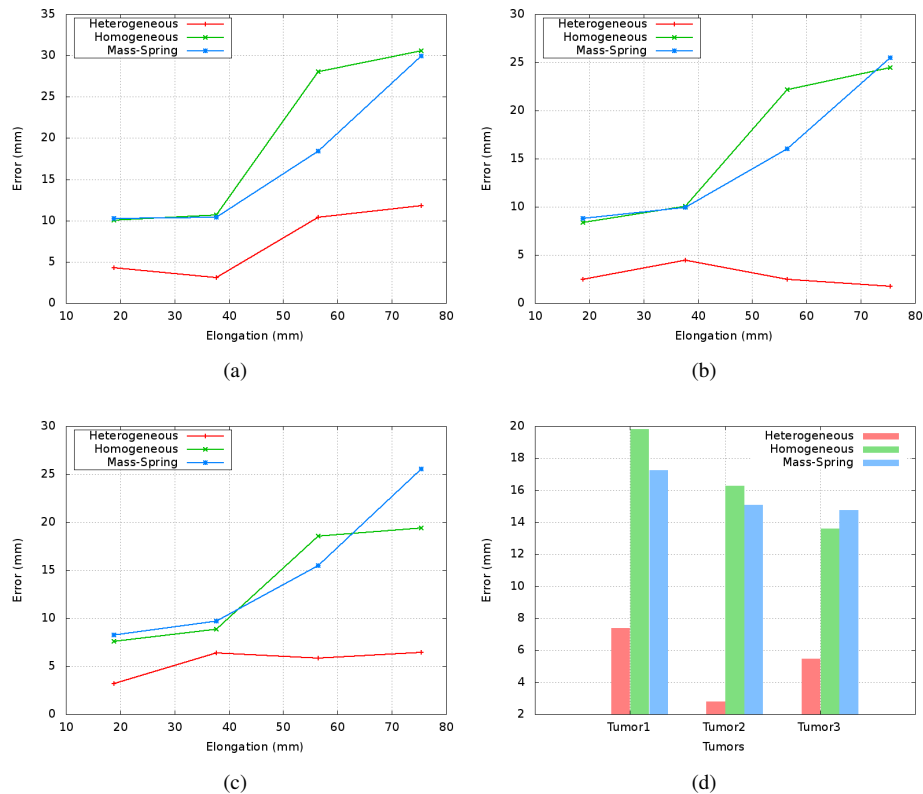 Heterogeneous
Homogeneous
Mass-Spring
35
30
25
20
15
10
5
0
Error (mm)
10 20 30 40 50 60 70 80
Elongation (mm)
(a)
Heterogeneous
Homogeneous
Mass-Spring
30
25
20
15
10
5
0
Error (mm)
10 20 30 40 50 60 70 80
Elongation (mm)
(b)
Heterogeneous
Homogeneous
Mass-Spring
30
25
20
15
10
5
0
Error (mm)
10 20 30 40 50 60 70 80
Elongation (mm)
(c)
Heterogeneous
Homogeneous
Mass-Spring
20
18
16
14
12
10
8
6
4
2
Error (mm)
Tumor1 Tumor2 Tumor3
Tumors
(d)